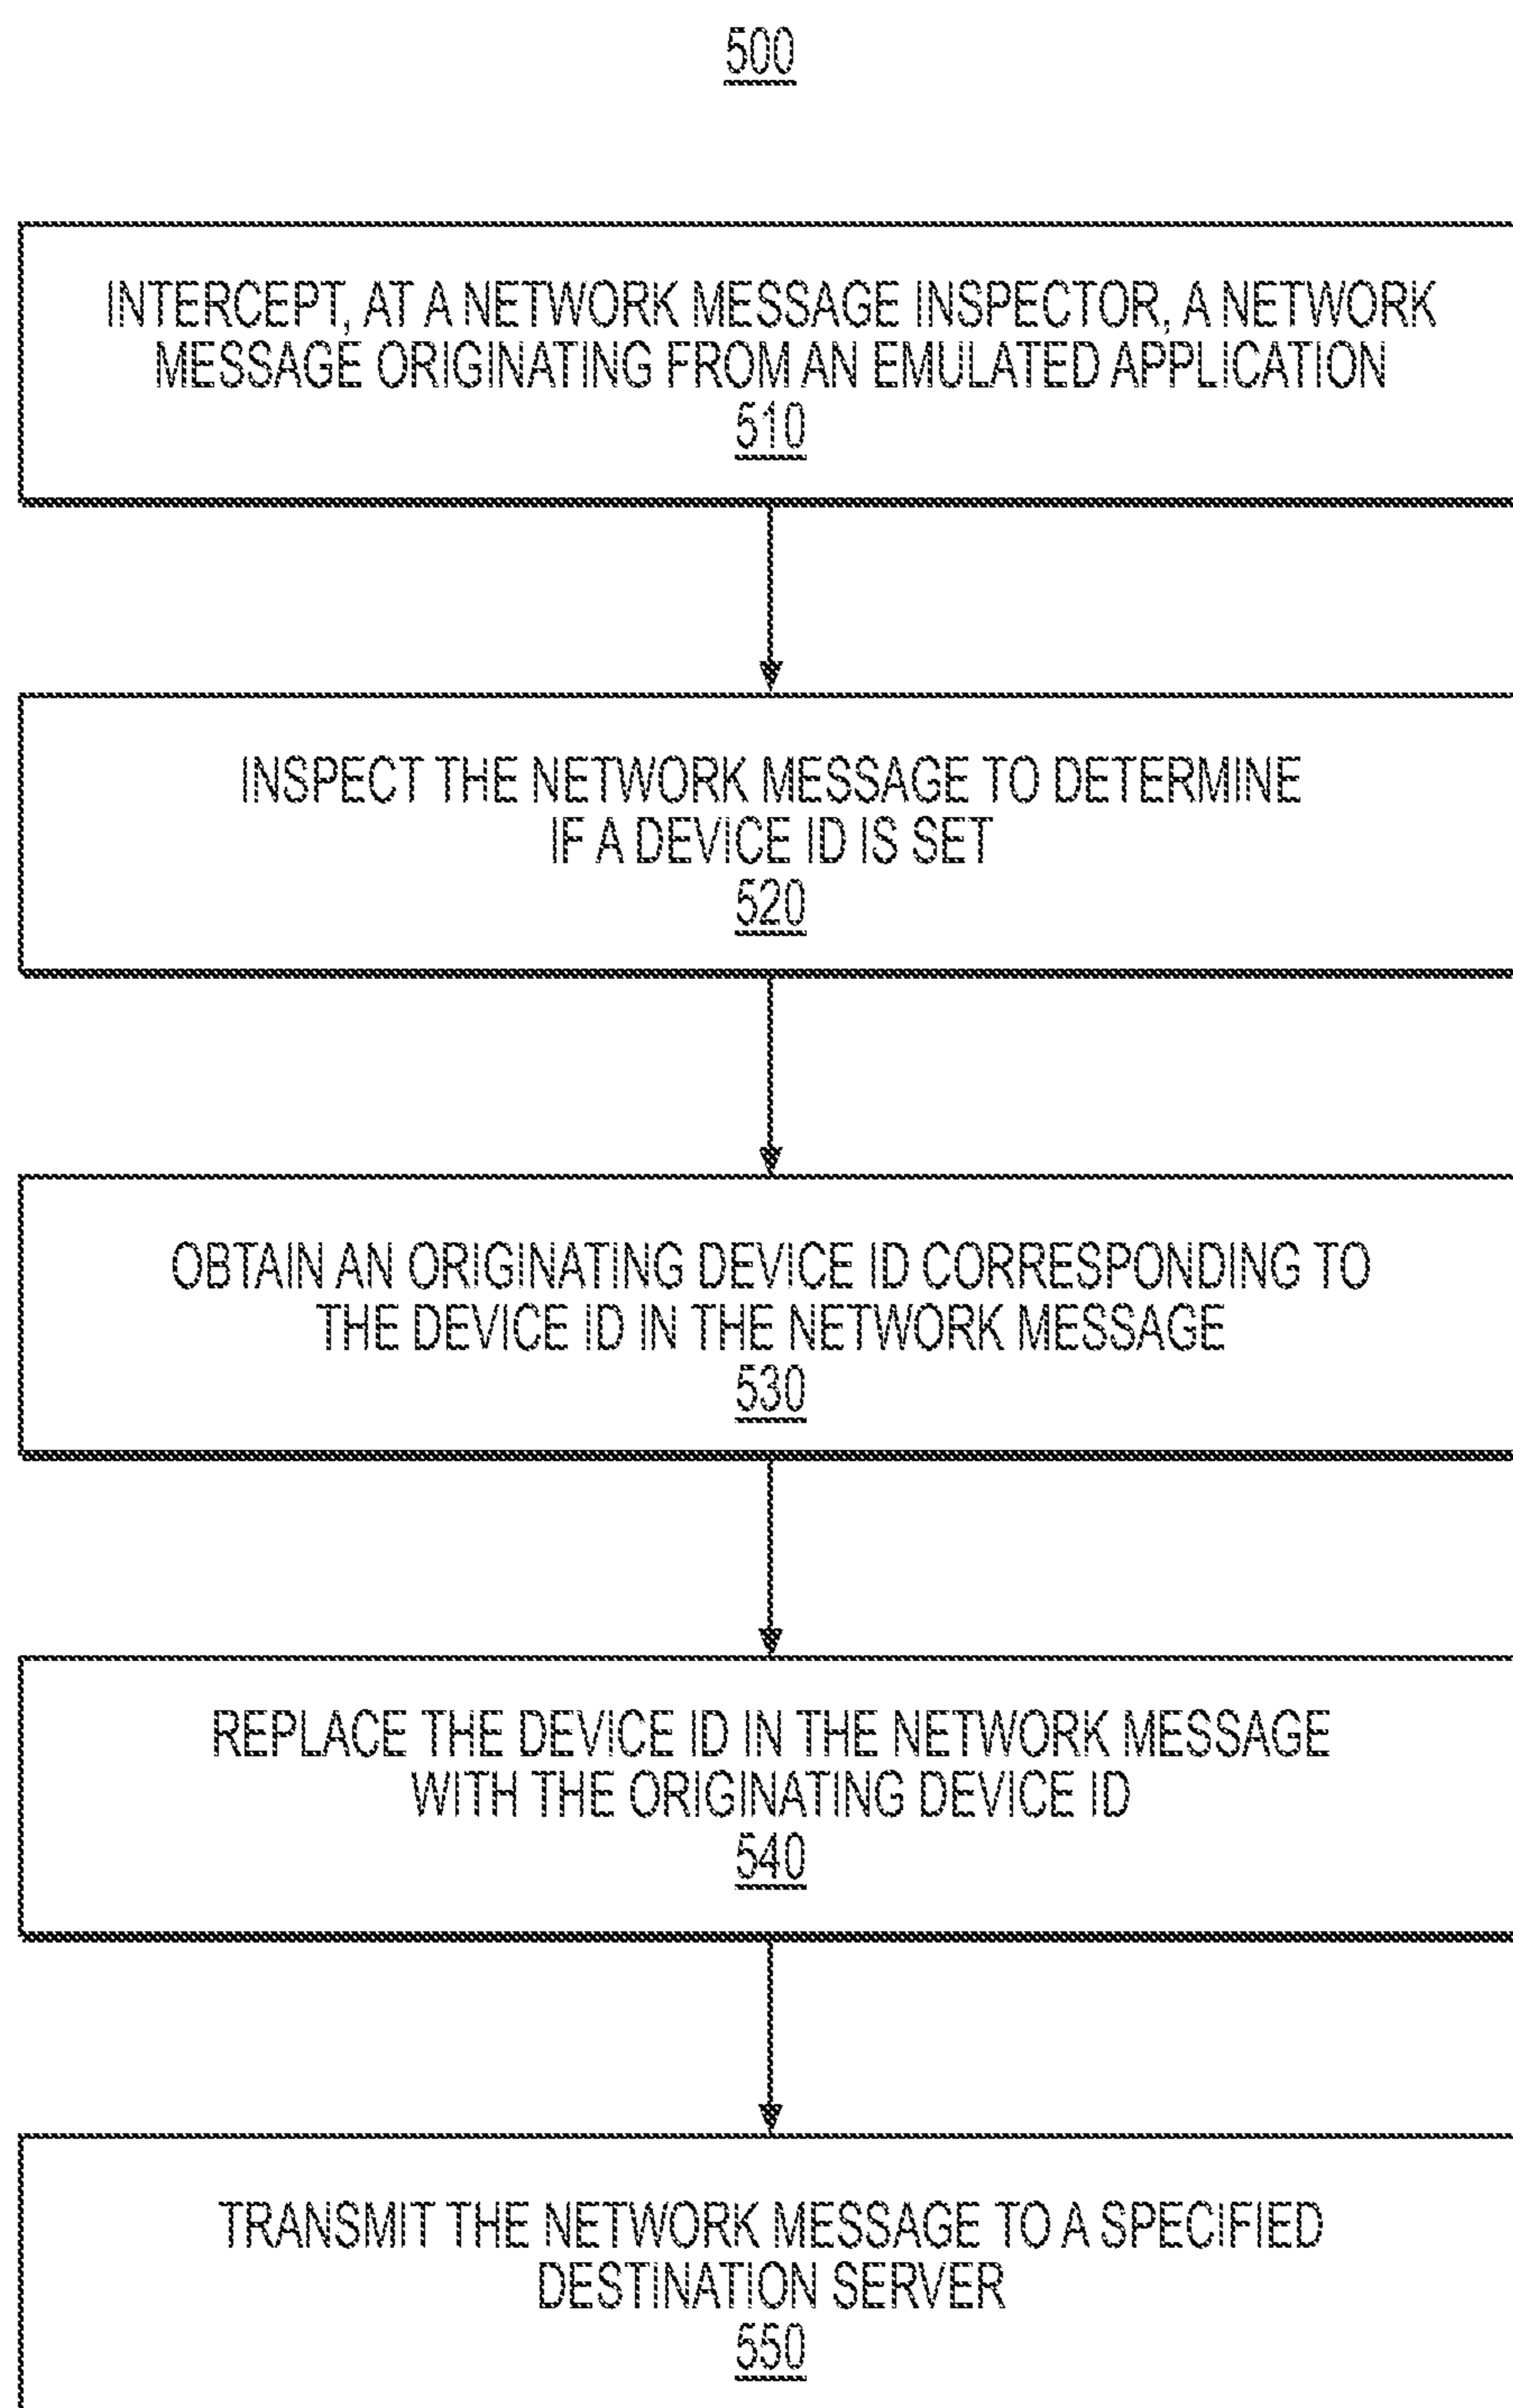 500
INTERCEPT, AT A NETWORK MESSAGE INSPECTOR, A NETWORK
MESSAGE ORIGINATING FROM AN EMULATED APPLICATION
510
INSPECT THE NETWORK MESSAGE TO DETERMINE
IF A DEVICE ID IS SET
520
OBTAIN AN ORIGINATING DEVICE ID CORRESPONDING TO
THE DEVICE ID IN THE NETWORK MESSAGE
530
REPLACE THE DEVICE ID IN THE NETWORK MESSAGE
WITH THE ORIGINATING DEVICE ID
540
TRANSMIT THE NETWORK MESSAGE TO A SPECIFIED
DESTINATION SERVER
550